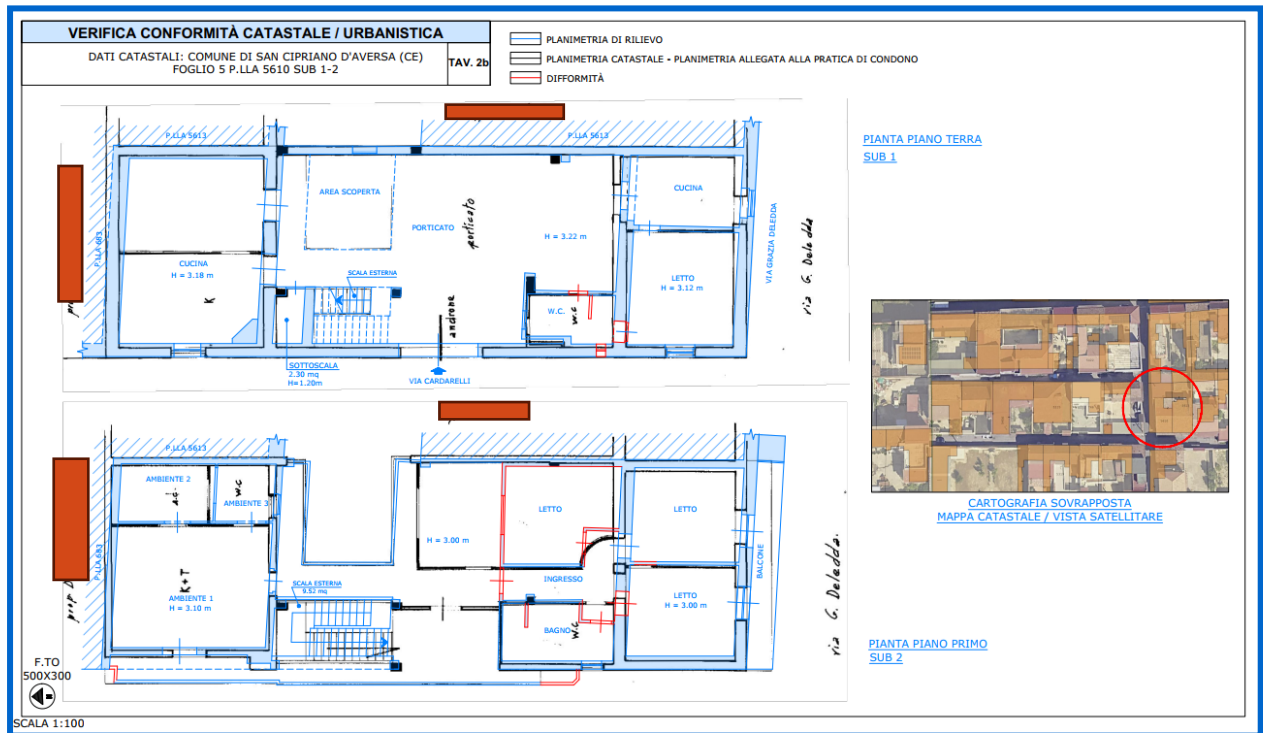 VERIFICA CONFORMITÀ CATASTALE / URBANISTICA
DATI CATASTALI: COMUNE DI SAN CIPRIANO D'AVERSA (CE)
FOGLIO 5 P.LLA 5610 SUB 1-2
TAV. 2b
PLANIMETRIA DI RILIEVO
PLANIMETRIA CATASTALE - PLANIMETRIA ALLEGATA ALLA PRATICA DI CONDONO
DIFFORMITÀ
P.LLA 5613
P.LLA 5613
PIANTA PIANO TERRA
SUB 1
AREA SCOPERTA
CUCINA
PORTICATO
porticato
H = 3.22 m
P.LLA 683
CUCINA
H = 3.18 m
K
SCALA ESTERNA
LETTO
H = 3.12 m
VIA GRAZIA DELEDDA
via G. Deledda
W.C.
W.C
androne
SOTTOSCALA
2.30 mq
H=1.20m
VIA CARDARELLI
P.LLA 5613
AMBIENTE 2
W.C
AMBIENTE 3
LETTO
LETTO
H = 3.00 m
P.LLA 683
K+T
INGRESSO
SCALA ESTERNA
9.52 mq
AMBIENTE 1
H = 3.10 m
LETTO
H = 3.00 m
BALCONE
BAGNO
W.C
prop D
via G. Deledda.
CARTOGRAFIA SOVRAPPOSTA
MAPPA CATASTALE / VISTA SATELLITARE
PIANTA PIANO PRIMO
SUB 2
F.TO
500X300
SCALA 1:100